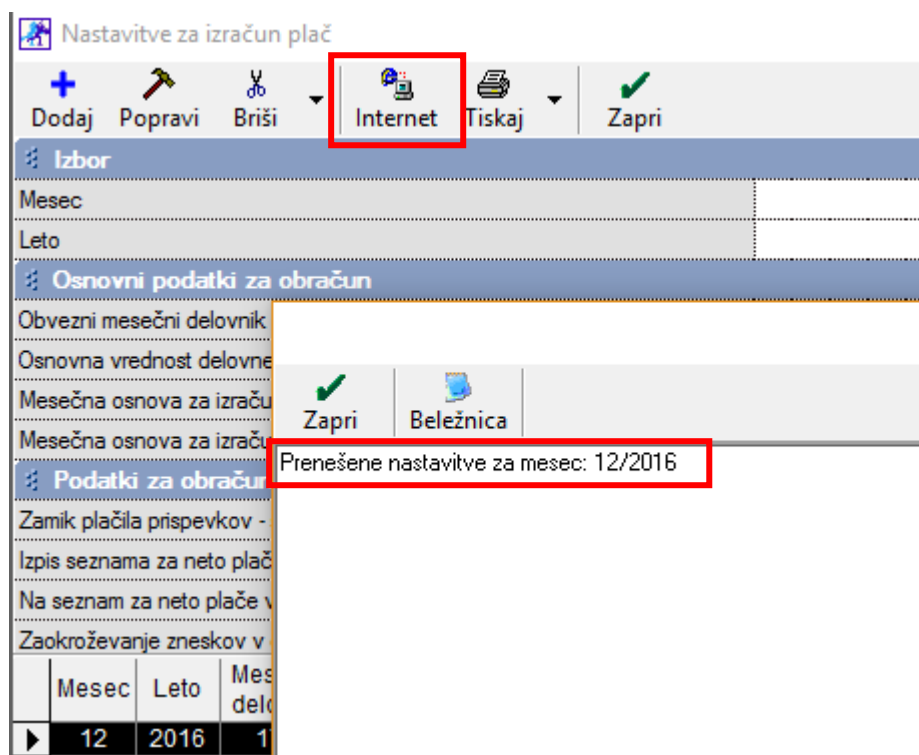 Nastavitve za izračun plač
Dodaj Popravi Briši Internet Tiskaj Zapri
Izbor
Mesec
Leto
Osnovni podatki za obračun
Obvezni mesečni delovnik
Osnovna vrednost delovne
Mesečna osnova za izraču
Mesečna osnova za izraču
Zapri Beležnica
Prenešene nastavitve za mesec: 12/2016
Podatki za obračun
Zamik plačila prispevkov -
Izpis seznama za neto plač
Na seznam za neto plače v
Zaokroževanje zneskov v
Mesec Leto Mes
delo
12 2016 17